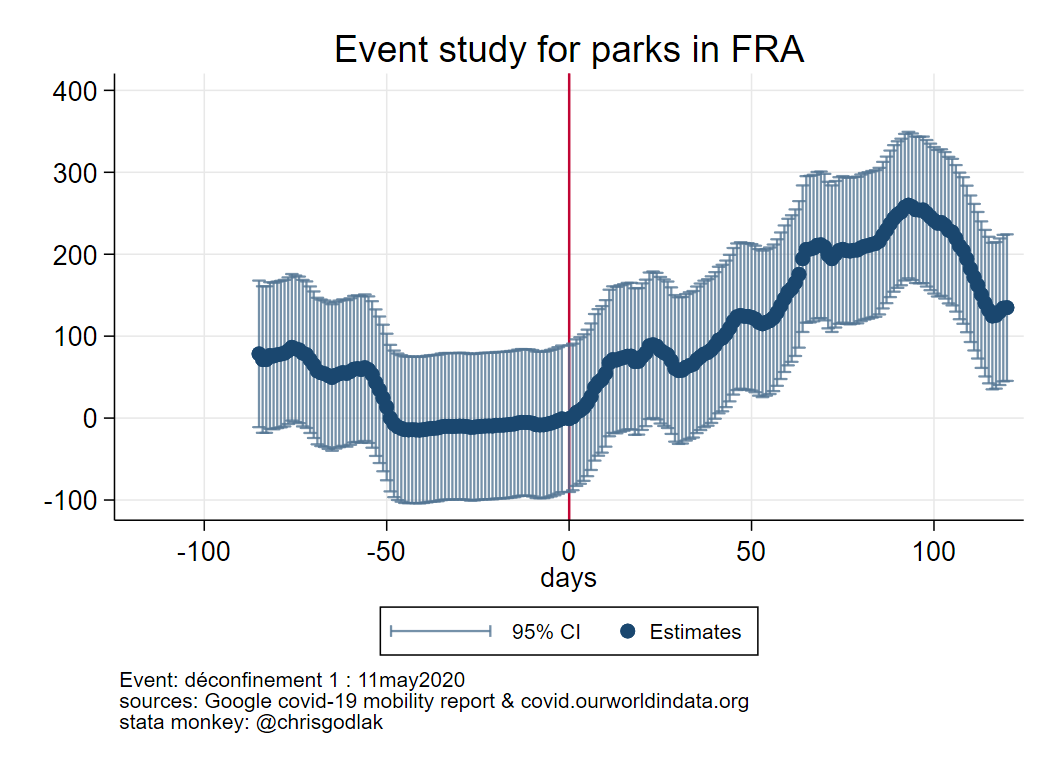 Event study for parks in FRA
400
300
200
100
0
-100
-100 -50 0 50 100
days
95% CI Estimates
Event: déconfinement 1 : 11may2020
sources: Google covid-19 mobility report & covid.ourworldindata.org
stata monkey: @chrisgodlak